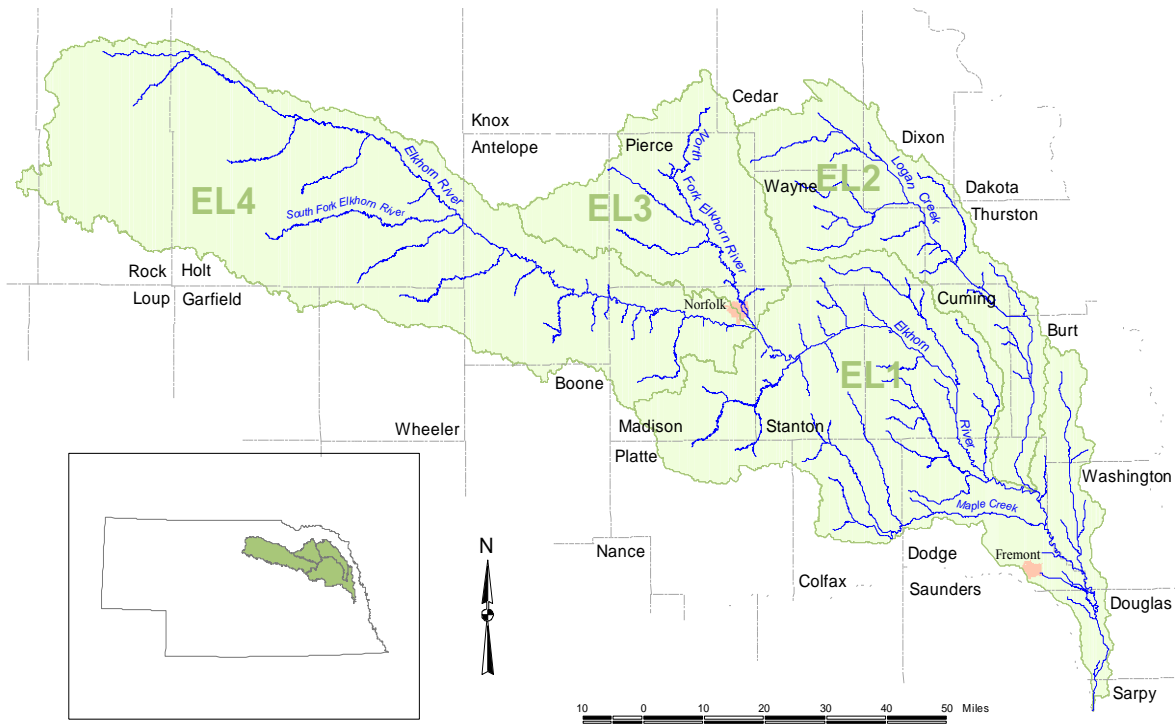 Cedar
Knox
Antelope
Pierce
Dixon
North
Fork Elkhorn River
Logan
Creek
Elkhorn
River
Wayne
EL2
Dakota
Thurston
EL4
EL3
South Fork Elkhorn River
Rock
Holt
Loup
Garfield
Norfolk
Cuming
Burt
Elkhorn
River
EL1
Boone
Madison
Stanton
Wheeler
Platte
Washington
Maple Creek
Nance
Dodge
Fremont
Colfax
Saunders
Douglas
N
Sarpy
10 0 10 20 30 40 50 Miles